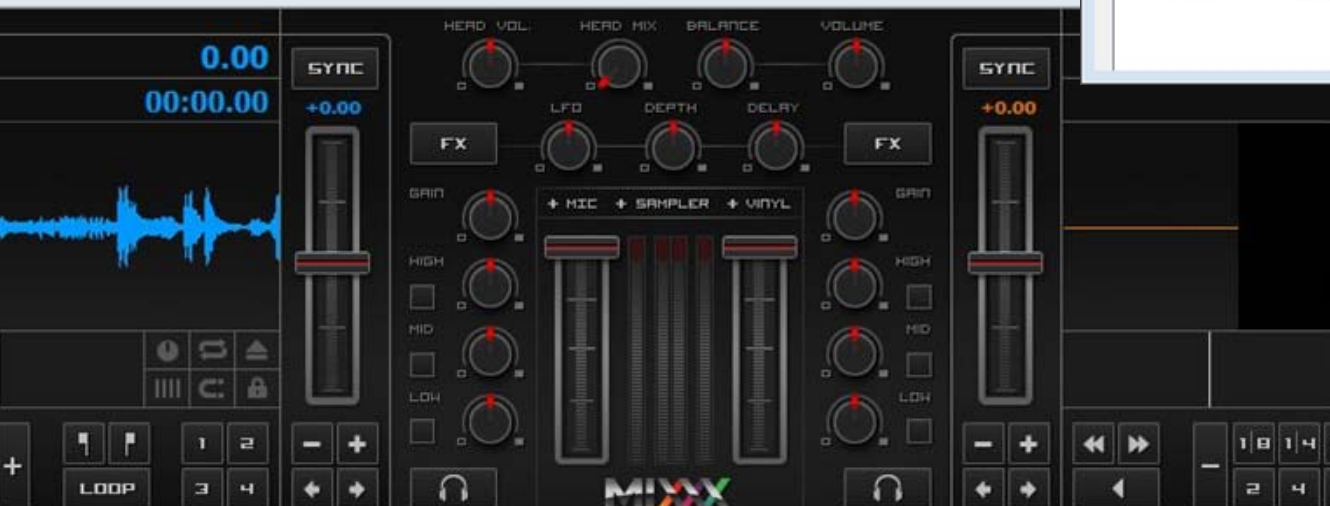 HEAD VOL. HEAD MIX BALANCE VOLUME
0.00 SYNC SYNC
00:00.00 +0.00 +0.00
LFO DEPTH DELAY
FX FX
GAIN GAIN
+ MIC + SAMPLER + VINYL
HIGH HIGH
MID MID
LOW LOW
+ 1 2 - + - + - 1|8 1|4
LOOP 3 4 2 4
MIXXX